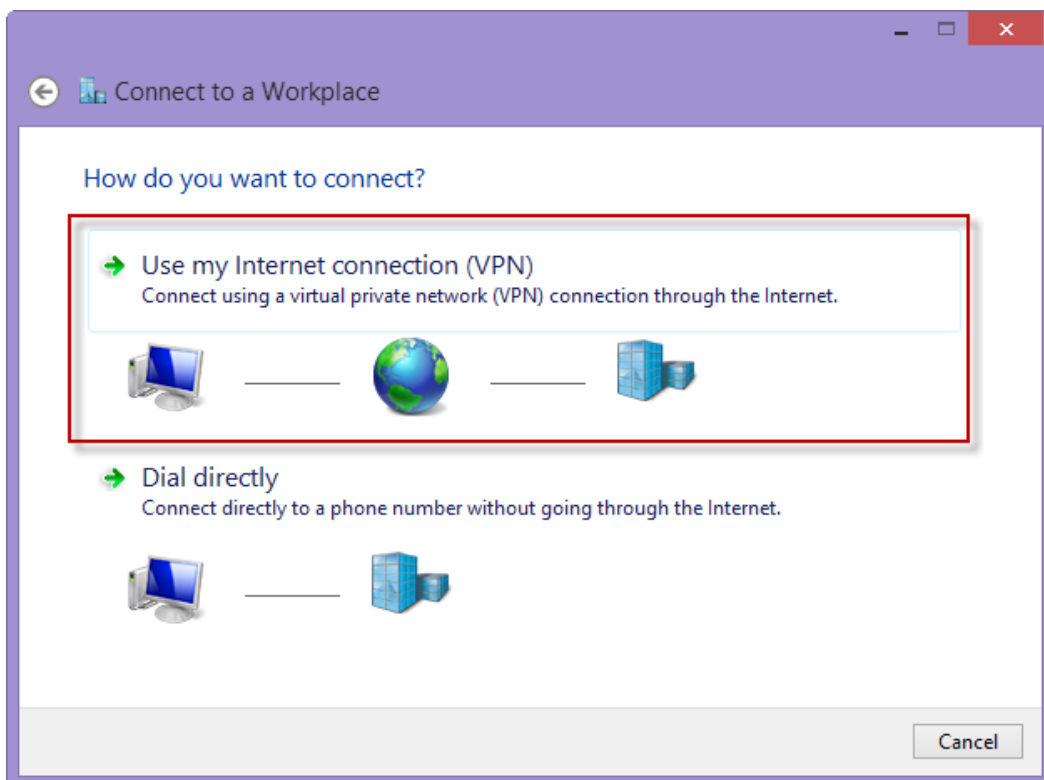 Connect to a Workplace
How do you want to connect?
Use my Internet connection (VPN)
Connect using a virtual private network (VPN) connection through the Internet.
Dial directly
Connect directly to a phone number without going through the Internet.
Cancel